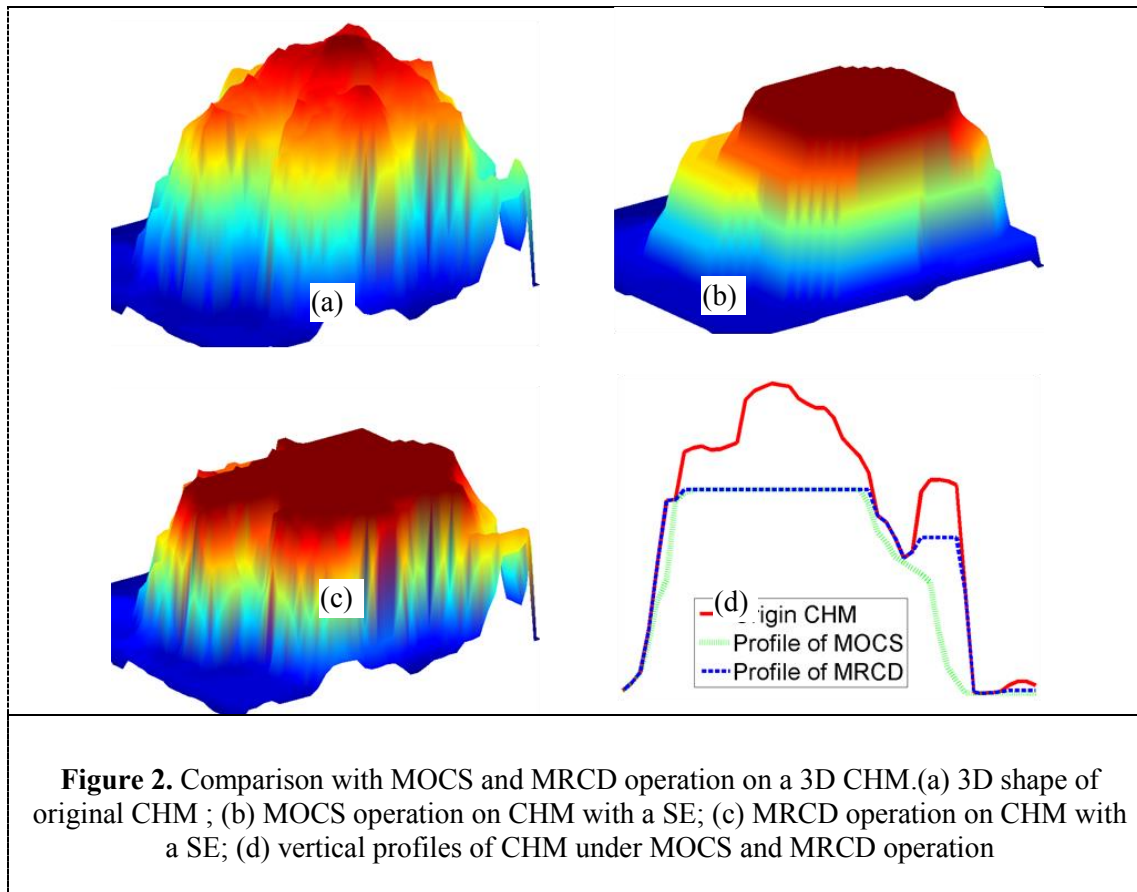 (a)
(b)
(c)
(d)
Origin CHM
Profile of MOCS
Profile of MRCD
Figure 2. Comparison with MOCS and MRCD operation on a 3D CHM.(a) 3D shape of
original CHM ; (b) MOCS operation on CHM with a SE; (c) MRCD operation on CHM with
a SE; (d) vertical profiles of CHM under MOCS and MRCD operation